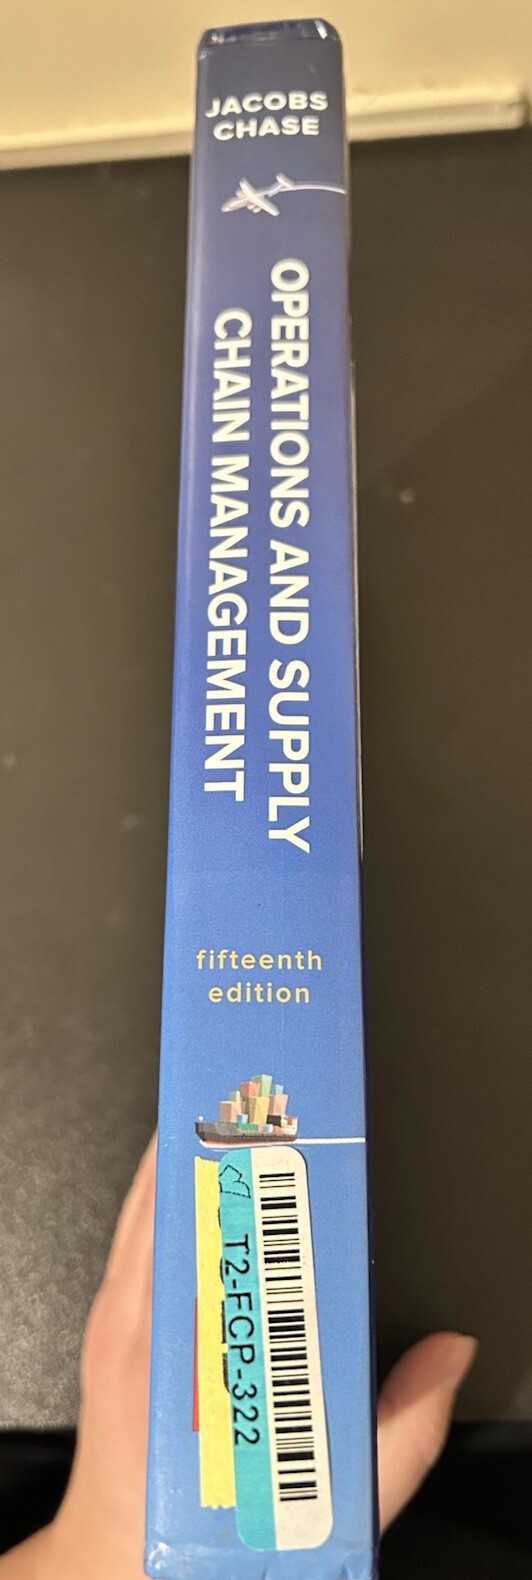 JACOBS
CHASE
OPERATIONS AND SUPPLY
CHAIN MANAGEMENT
fifteenth
edition
T2-FCP-322